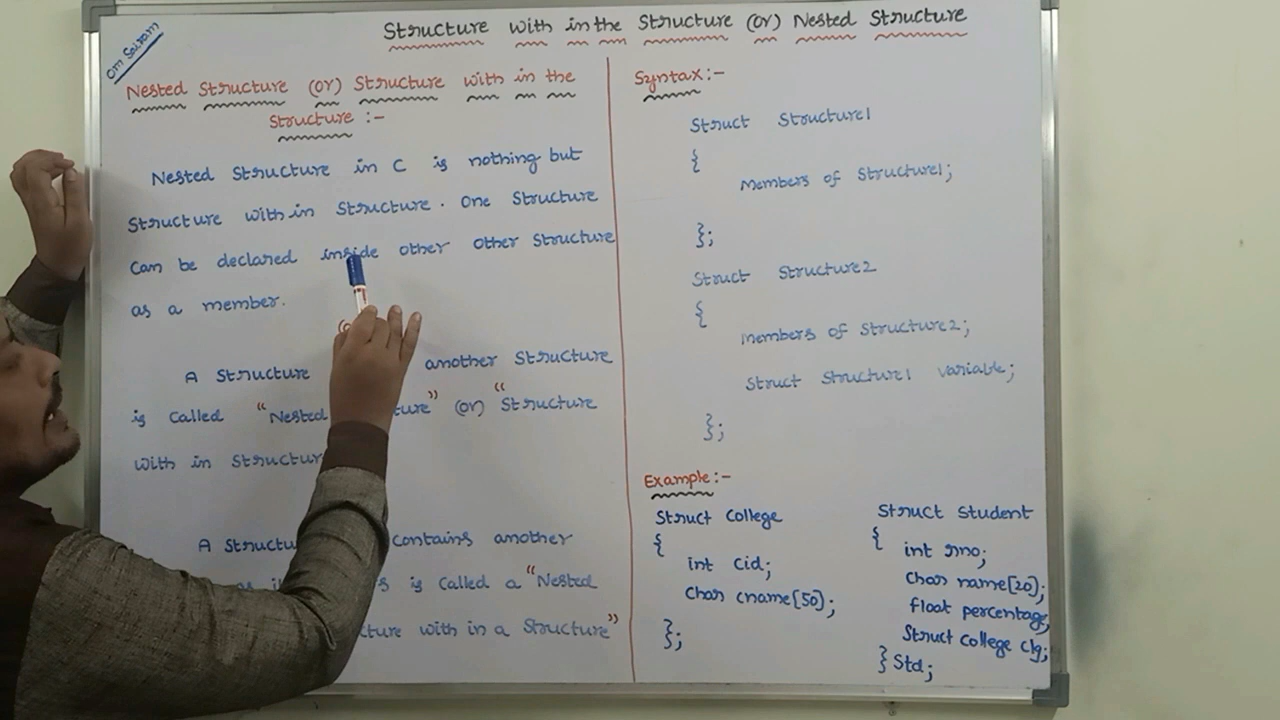 Structure with in the Structure (or) Nested Structure
Om Sairam
Nested Structure (or) Structure with in the
Structure :-
Nested Structure in C is nothing but
Structure with in Structure. One Structure
Can be declared inside other other Structure
as a member.
A Structure another Structure
is called "Nested ture" (or) "Structure
with in Structur
A Structu contains another
is called a "Nested
cture with in a Structure"
Syntax:-
Struct Structure1
{
Members of Structure1;
};
Struct Structure2
{
Members of Structure2;
Struct Structure1 variable;
};
Example:-
Struct College
{
int cid;
char cname[50];
};
Struct Student
{
int rno;
char name[20];
float percentage;
Struct College clg;
} Std;